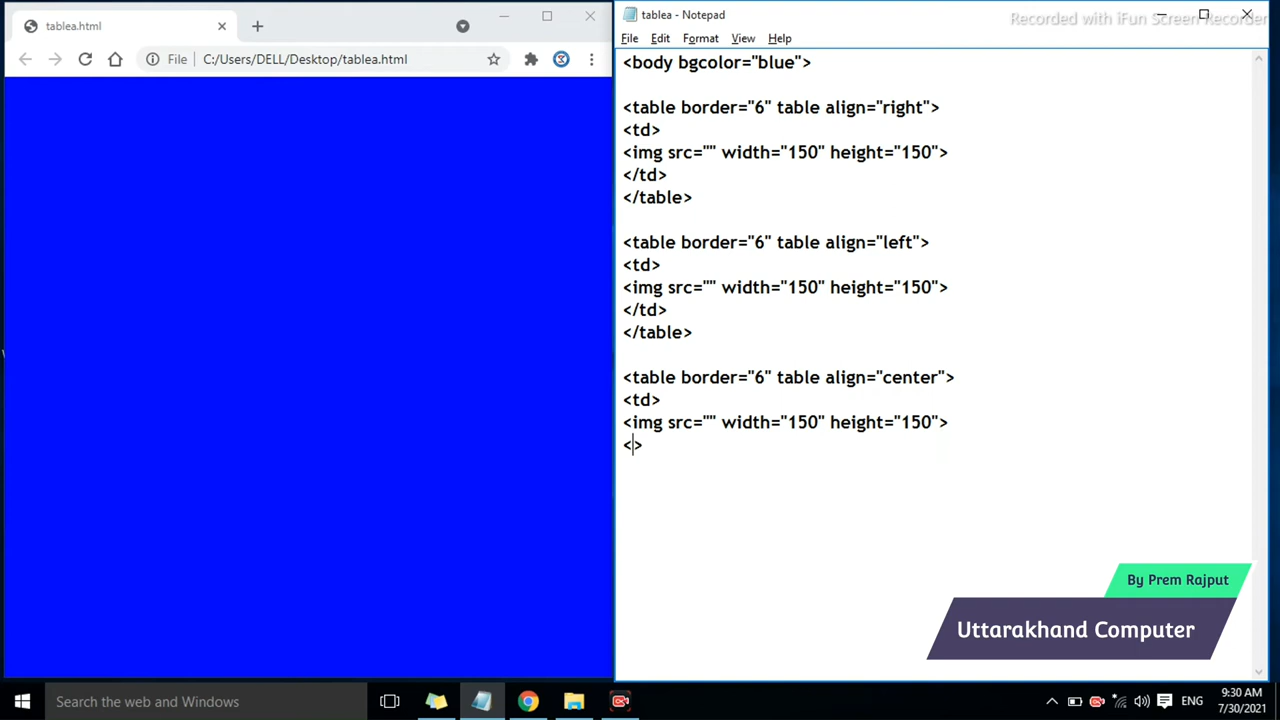 tablea.html
File C:/Users/DELL/Desktop/tablea.html
tablea - Notepad
Recorded with iFun Screen Recorder
File Edit Format View Help
<body bgcolor="blue">
<table border="6" table align="right">
<td>
<img src="" width="150" height="150">
</td>
</table>
<table border="6" table align="left">
<td>
<img src="" width="150" height="150">
</td>
</table>
<table border="6" table align="center">
<td>
<img src="" width="150" height="150">
<>
By Prem Rajput
Uttarakhand Computer
Search the web and Windows
ENG
9:30 AM
7/30/2021